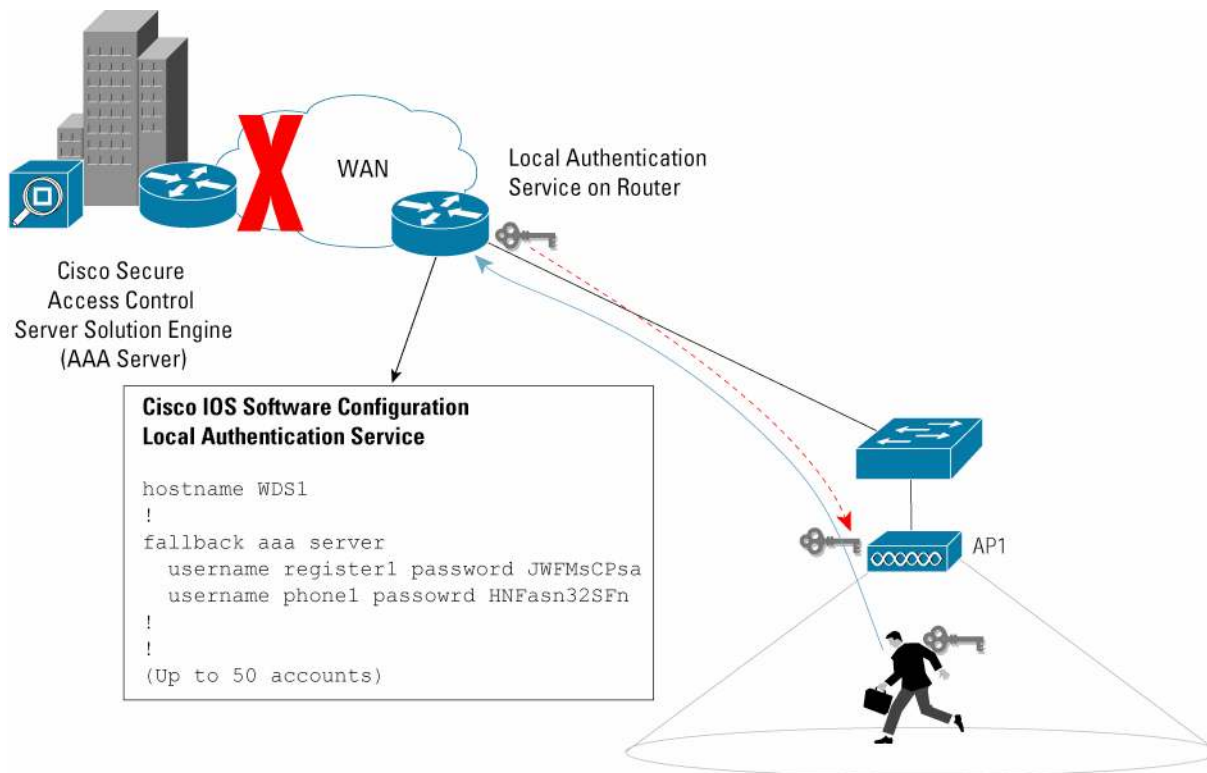 WAN
Local Authentication
Service on Router
Cisco Secure
Access Control
Server Solution Engine
(AAA Server)
Cisco IOS Software Configuration
Local Authentication Service
hostname WDS1
!
fallback aaa server
username register1 password JWFMsCPsa
username phone1 passowrd HNFasn32SFn
!
!
(Up to 50 accounts)
AP1